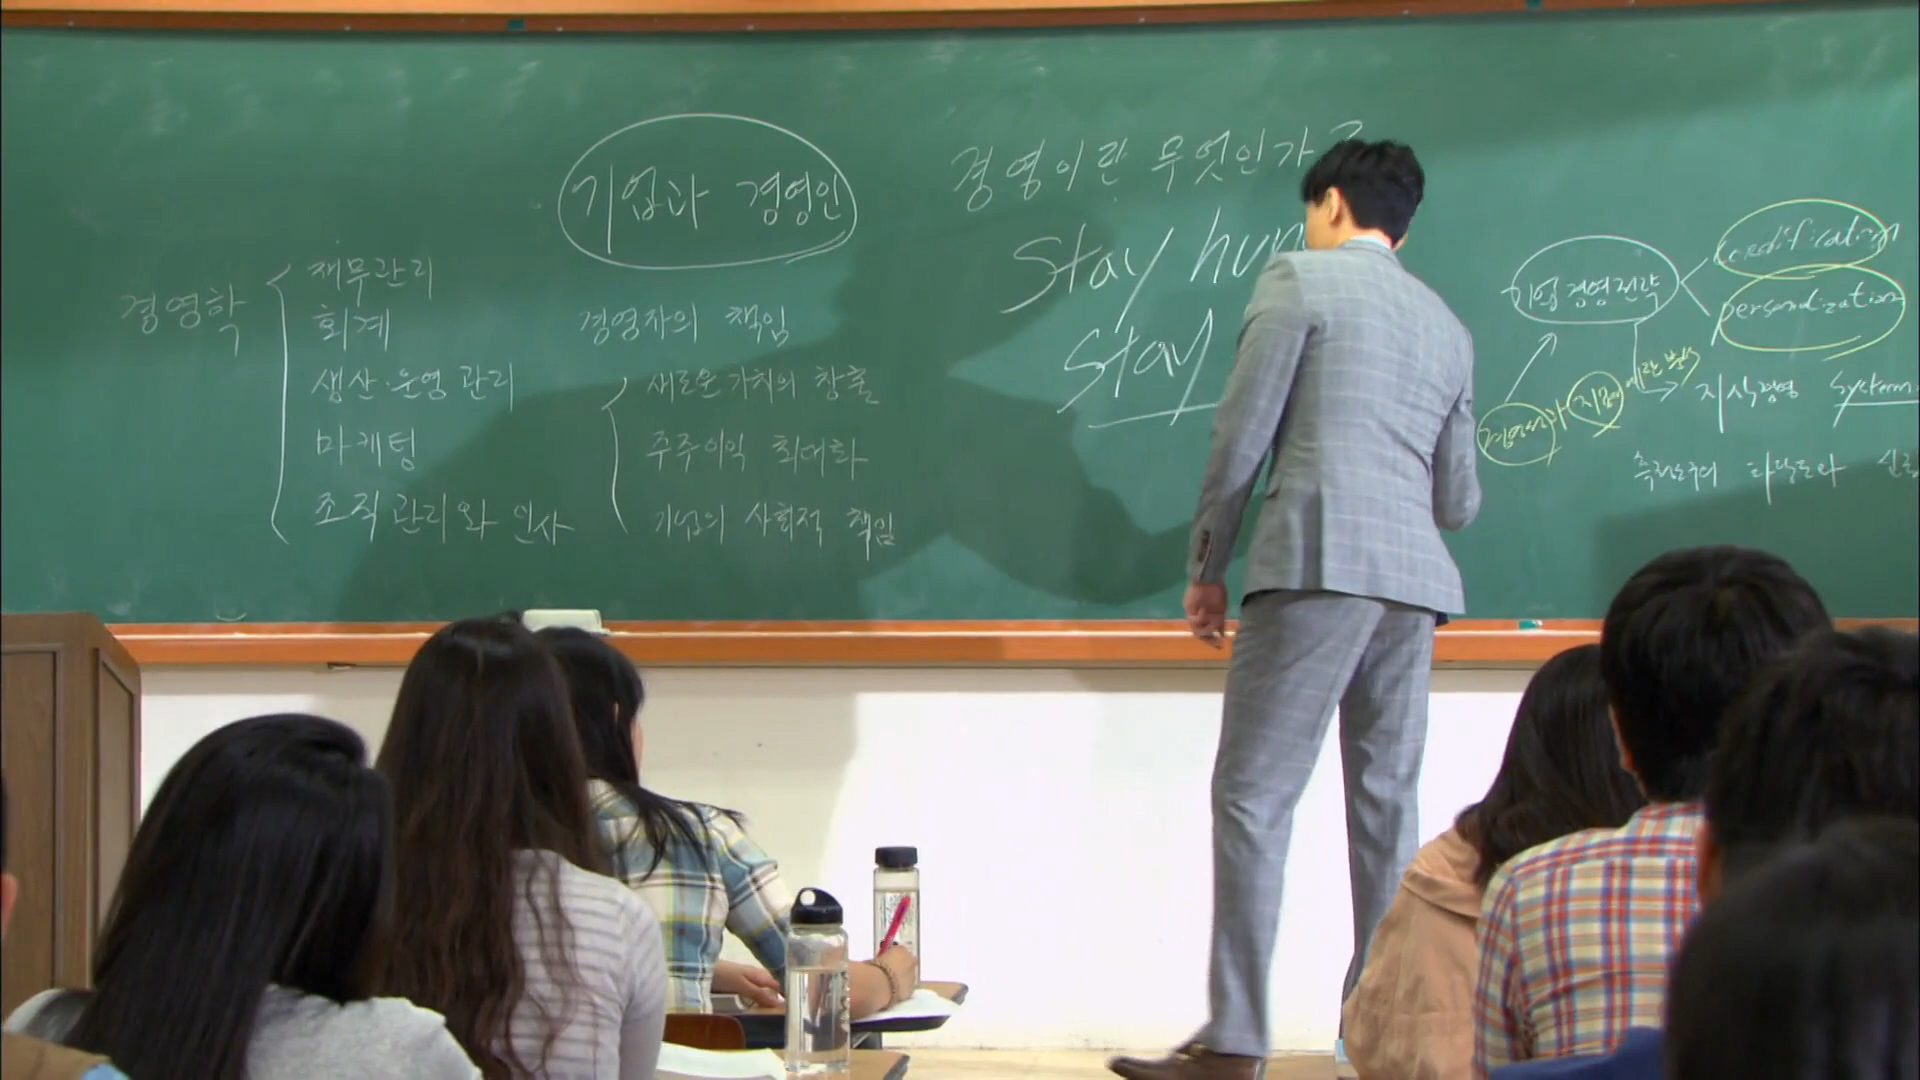 기업과 경영인
경영학
재무관리
회계
생산·운영 관리
마케팅
조직관리와 인사
경영자의 책임
새로운 가치의 창출
주주이익 최대화
기업의 사회적 책임
경영이란 무엇인가?
Stay hun
Stay
기업 경영전략
codification
personalization
지식경영 System